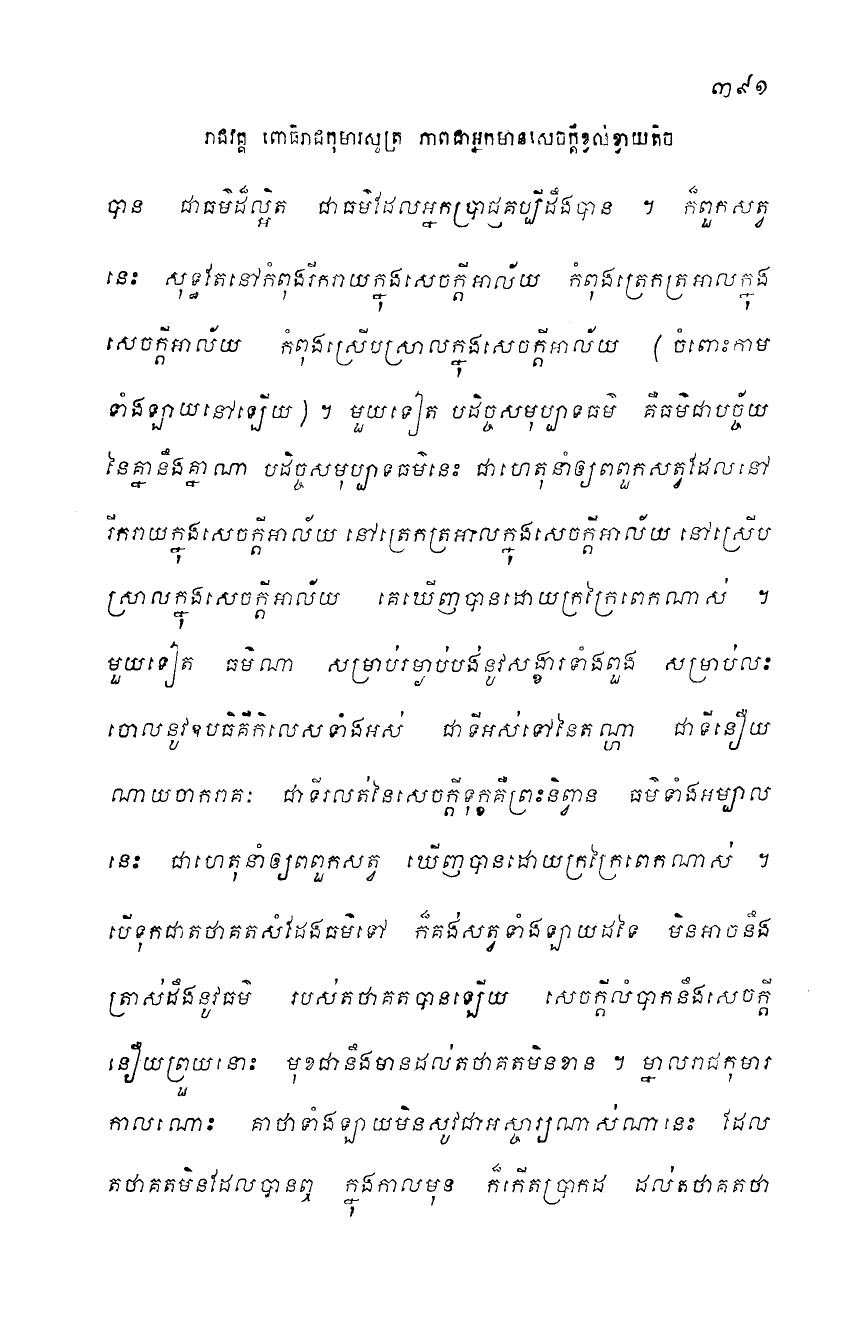 ៣៩១
រាជវគ្គ ពោធិរាជកុមារសូត្រ ភាពជាអ្នកមានសេចក្តីខ្វល់ខ្វាយតិច
បាន ជាធម៌ដ៏ល្អិត ជាធម៌ដែលអ្នកប្រាជ្ញគប្បីដឹងបាន ។ ក៏ពួកសត្វ
នេះ សុទ្ធតែនៅកំពុងរីករាយក្នុងសេចក្តីអាល័យ កំពុងត្រេកត្រអាលក្នុង
សេចក្តីអាល័យ កំពុងស្រើបស្រាលក្នុងសេចក្តីអាល័យ ( ចំពោះកាម
ទាំងឡាយនៅឡើយ ) ។ មួយទៀត បដិច្ចសមុប្បាទធម៌ គឺធម៌ជាបច្ច័យ
នៃគ្នានឹងគ្នាណា បដិច្ចសមុប្បាទធម៌នេះ ជាហេតុនាំឲ្យពពួកសត្វដែលនៅ
រីករាយក្នុងសេចក្តីអាល័យ នៅត្រេកត្រអាលក្នុងសេចក្តីអាល័យ នៅស្រើប
ស្រាលក្នុងសេចក្តីអាល័យ គេឃើញបានដោយក្រក្រៃពេកណាស់ ។
មួយទៀត ធម៌ណា សម្រាប់រម្ងាប់បង់នូវសង្ខារទាំងពួង សម្រាប់លះ
ចោលនូវឧបធិគឺកិលេសទាំងអស់ ជាទីអស់ទៅនៃតណ្ហា ជាទីនឿយ
ណាយចាករាគៈ ជាទីរលត់នៃសេចក្តីទុក្ខគឺព្រះនិព្វាន ធម៌ទាំងអម្បាល
នេះ ជាហេតុនាំឲ្យពពួកសត្វ ឃើញបានដោយក្រក្រៃពេកណាស់ ។
បើទុកជាតថាគតសំដែងធម៌ទៅ ក៏គង់សត្វទាំងឡាយដទៃ មិនអាចនឹង
ត្រាស់ដឹងនូវធម៌ របស់តថាគតបានឡើយ សេចក្តីលំបាកនឹងសេចក្តី
នឿយព្រួយនោះ មុខជានឹងមានដល់តថាគតមិនខាន ។ ម្នាលរាជកុមារ
កាលណោះ គាថាទាំងឡាយមិនសូវជាអស្ចារ្យណាស់ណានេះ ដែល
តថាគតមិនដែលបានឮ ក្នុងកាលមុន ក៏កើតប្រាកដ ដល់តថាគតថា